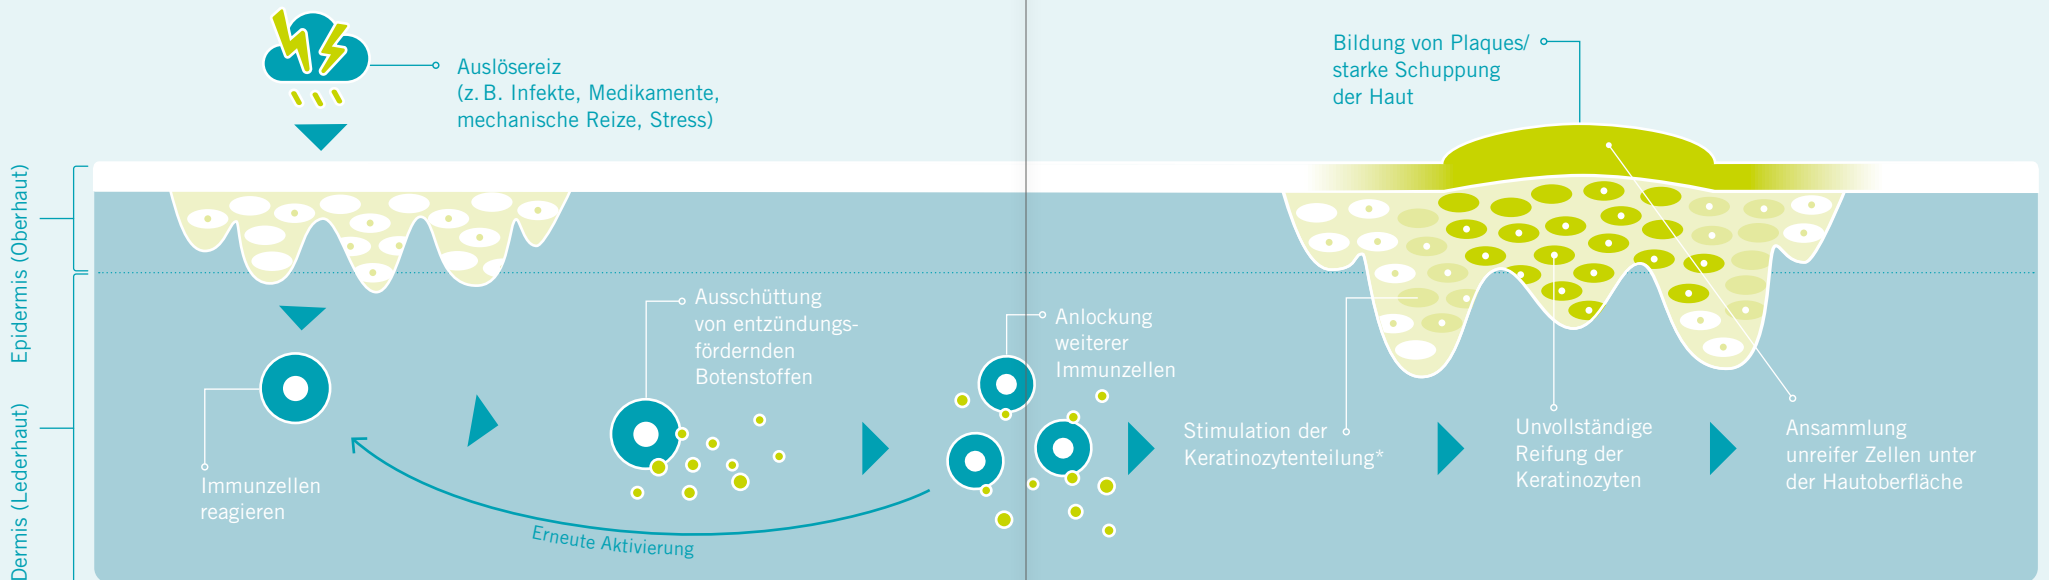 Auslösereiz
(z. B. Infekte, Medikamente,
mechanische Reize, Stress)
Bildung von Plaques/
starke Schuppung
der Haut
Epidermis (Oberhaut)
Dermis (Lederhaut)
Immunzellen
reagieren
Ausschüttung
von entzündungs-
fördernden
Botenstoffen
Anlockung
weiterer
Immunzellen
Erneute Aktivierung
Stimulation der
Keratinozytenteilung*
Unvollständige
Reifung der
Keratinozyten
Ansammlung
unreifer Zellen unter
der Hautoberfläche